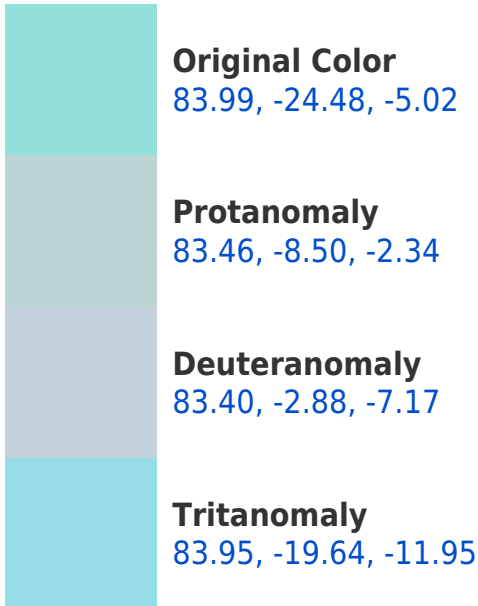 Original Color
83.99, -24.48, -5.02
Protanomaly
83.46, -8.50, -2.34
Deuteranomaly
83.40, -2.88, -7.17
Tritanomaly
83.95, -19.64, -11.95